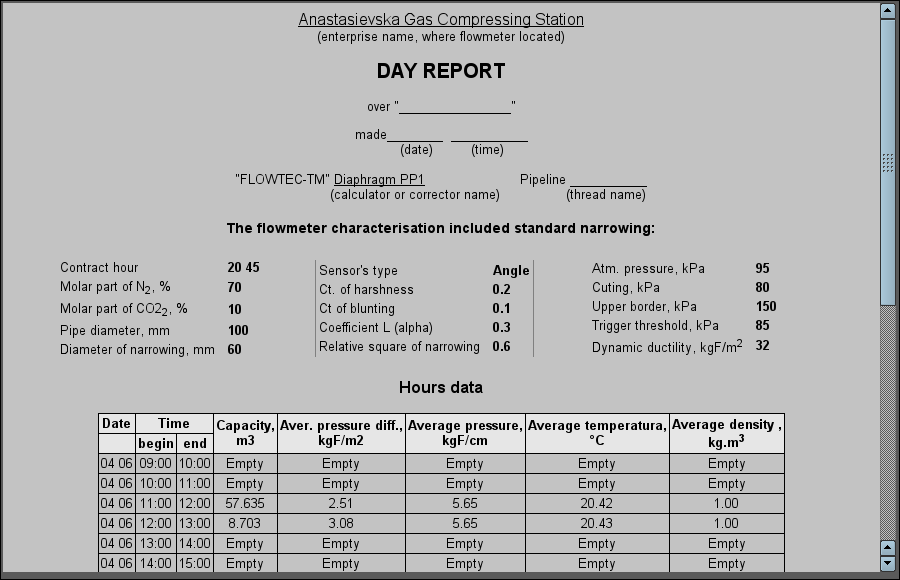 Anastasievska Gas Compressing Station
(enterprise name, where flowmeter located)
DAY REPORT
over "________________"
made________ ___________
(date) (time)
"FLOWTEC-TM" Diaphragm PP1 Pipeline ___________
(calculator or corrector name) (thread name)
The flowmeter characterisation included standard narrowing:
Contract hour 20 45
Molar part of N2, % 70
Molar part of CO22, % 10
Pipe diameter, mm 100
Diameter of narrowing, mm 60
Sensor's type Angle
Ct. of harshness 0.2
Ct of blunting 0.1
Coefficient L (alpha) 0.3
Relative square of narrowing 0.6
Atm. pressure, kPa 95
Cuting, kPa 80
Upper border, kPa 150
Trigger threshold, kPa 85
Dynamic ductility, kgF/m2 32
Hours data
Date Time Capacity, m3 Aver. pressure diff., kgF/m2 Average pressure, kgF/cm Average temperatura, °C Average density , kg.m3
begin end
04 06 09:00 10:00 Empty Empty Empty Empty Empty
04 06 10:00 11:00 Empty Empty Empty Empty Empty
04 06 11:00 12:00 57.635 2.51 5.65 20.42 1.00
04 06 12:00 13:00 8.703 3.08 5.65 20.43 1.00
04 06 13:00 14:00 Empty Empty Empty Empty Empty
04 06 14:00 15:00 Empty Empty Empty Empty Empty